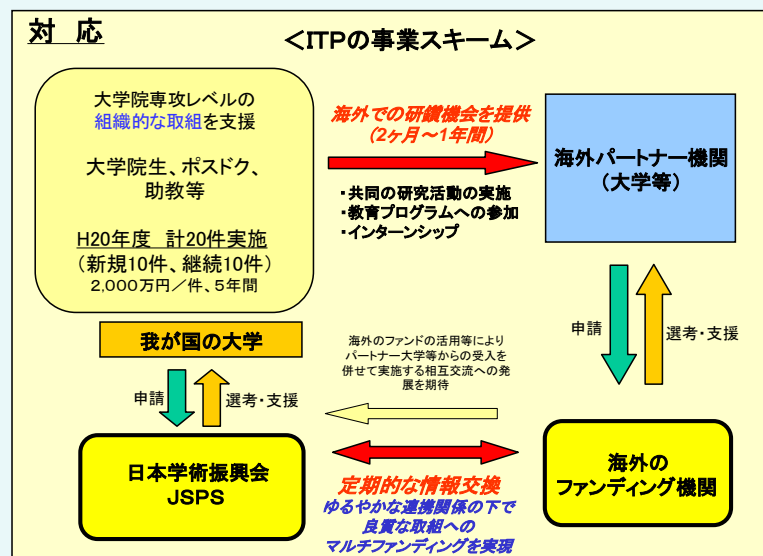 対 応
＜ITPの事業スキーム＞
大学院専攻レベルの
組織的な取組を支援
大学院生、ポスドク、
助教等
H20年度 計20件実施
（新規10件、継続10件）
2,000万円／件、5年間
海外での研鑽機会を提供
（2ヶ月～1年間）
・共同の研究活動の実施
・教育プログラムへの参加
・インターンシップ
海外パートナー機関
（大学等）
我が国の大学
申請
選考・支援
海外のファンドの活用等により
パートナー大学等からの受入を
併せて実施する相互交流への発
展を期待
申請
選考・支援
日本学術振興会
JSPS
定期的な情報交換
ゆるやかな連携関係の下で
良質な取組への
マルチファンディングを実現
海外の
ファンディング機関